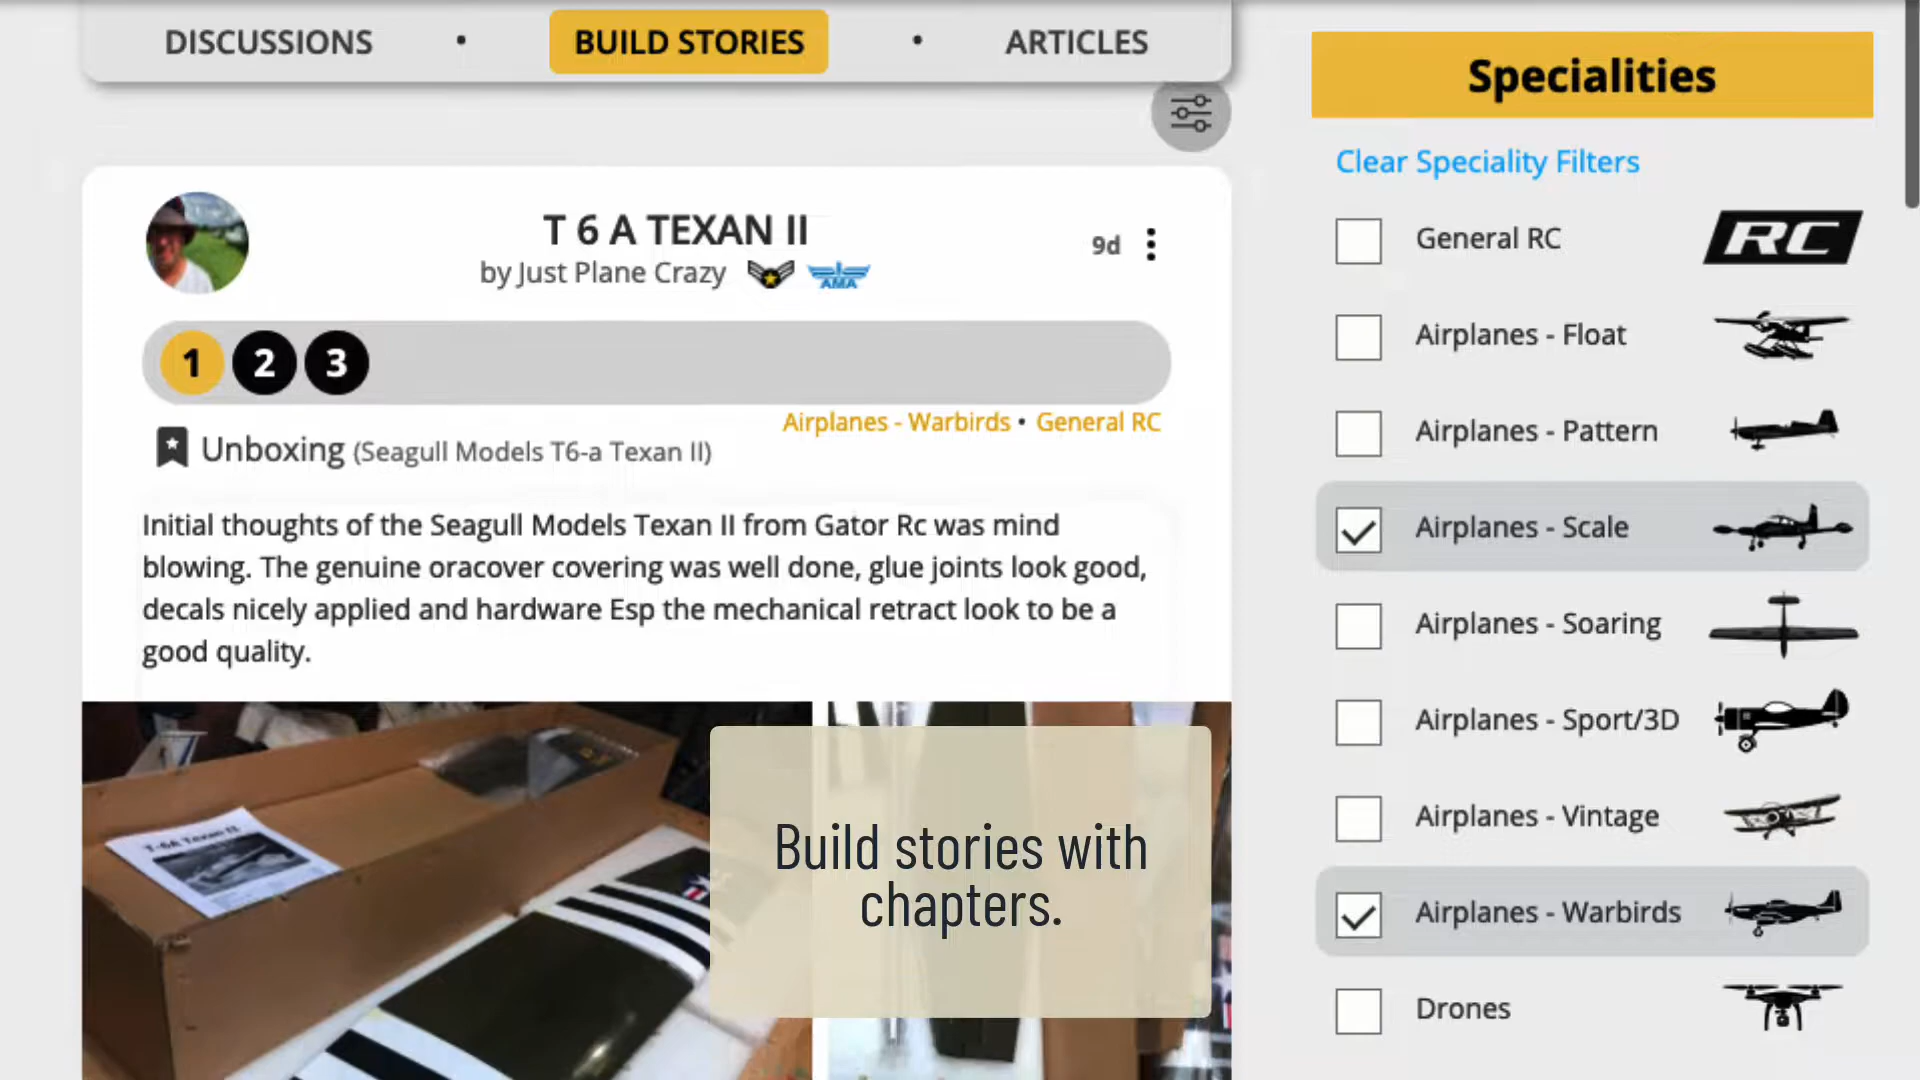 DISCUSSIONS • BUILD STORIES • ARTICLES
T 6 A TEXAN II
by Just Plane Crazy
AMA
9d
1 2 3
Airplanes - Warbirds • General RC
Unboxing (Seagull Models T6-a Texan II)
Initial thoughts of the Seagull Models Texan II from Gator Rc was mind
blowing. The genuine oracover covering was well done, glue joints look good,
decals nicely applied and hardware Esp the mechanical retract look to be a
good quality.
T-6A Texan II
Build stories with
chapters.
Specialities
Clear Speciality Filters
General RC
RC
Airplanes - Float
Airplanes - Pattern
Airplanes - Scale
Airplanes - Soaring
Airplanes - Sport/3D
Airplanes - Vintage
Airplanes - Warbirds
Drones